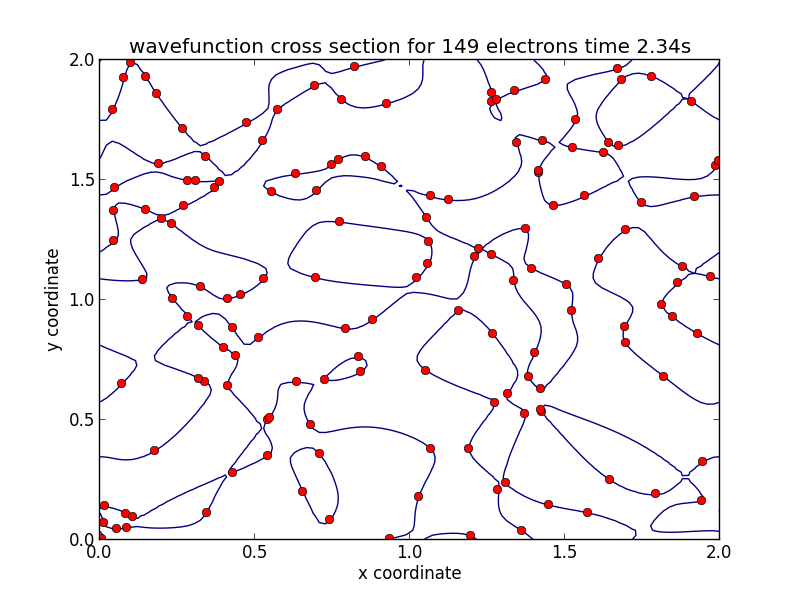 wavefunction cross section for 149 electrons time 2.34s
2.0
1.5
1.0
0.5
0.0
y coordinate
0.0 0.5 1.0 1.5 2.0
x coordinate